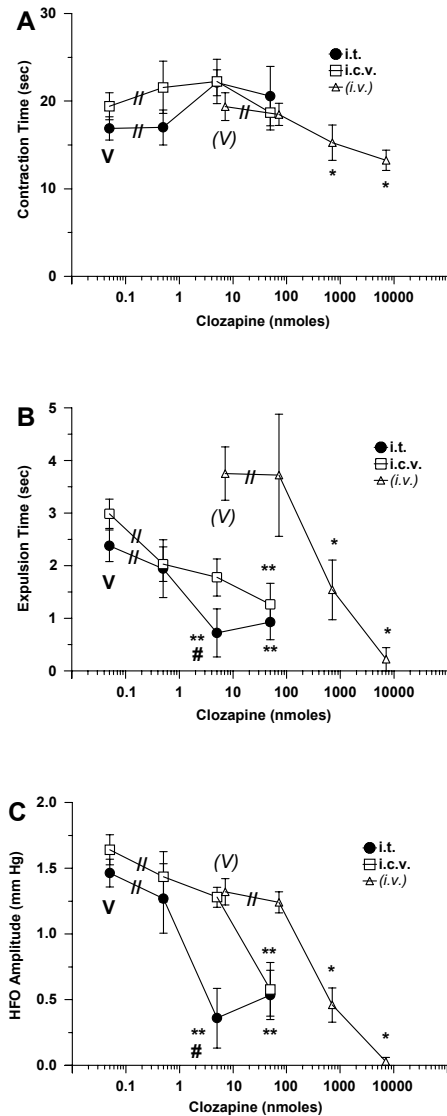 A
Contraction Time (sec)
30
20
10
0
i.t.
i.c.v.
(i.v.)
//
//
//
V
(V)
*
*
0.1 1 10 100 1000 10000
Clozapine (nmoles)
B
Expulsion Time (sec)
5
4
3
2
1
0
i.t.
i.c.v.
(i.v.)
//
(V)
//
//
V
*
**
**
#
**
*
0.1 1 10 100 1000 10000
Clozapine (nmoles)
C
HFO Amplitude (mm Hg)
2.0
1.5
1.0
0.5
0.0
i.t.
i.c.v.
(i.v.)
(V)
//
//
//
V
**
*
**
#
**
*
0.1 1 10 100 1000 10000
Clozapine (nmoles)